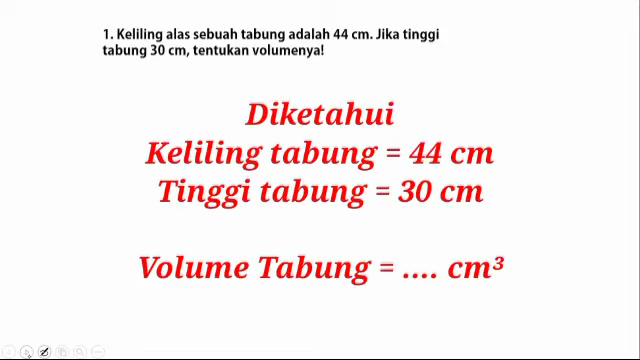 1. Keliling alas sebuah tabung adalah 44 cm. Jika tinggi
tabung 30 cm, tentukan volumenya!
Diketahui
Keliling tabung = 44 cm
Tinggi tabung = 30 cm
Volume Tabung = .... cm³